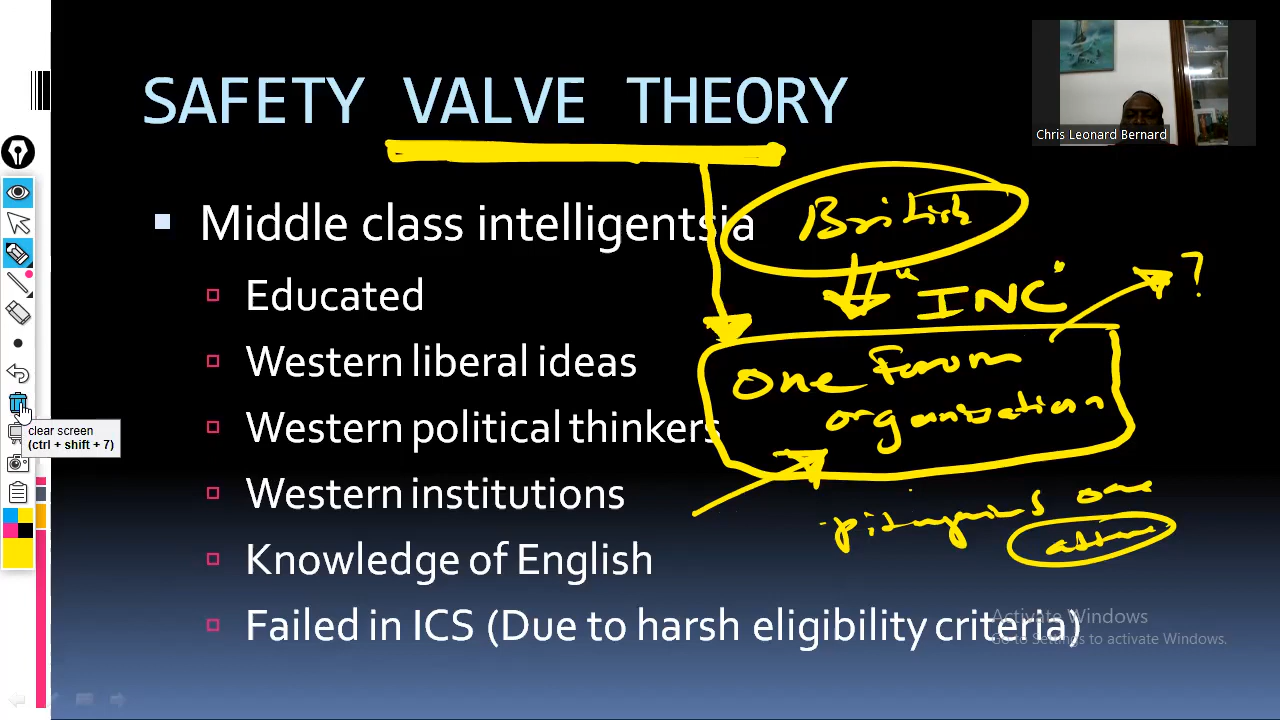 SAFETY VALVE THEORY
Chris Leonard Bernard
Middle class intelligentsia
British
Educated
"INC"
?
Western liberal ideas
one Forum
organization
Western political thinkers
clear screen
(ctrl + shift + 7)
Western institutions
one
Knowledge of English
Failed in ICS (Due to harsh eligibility criteria)
Activate Windows
Go to Settings to activate Windows.